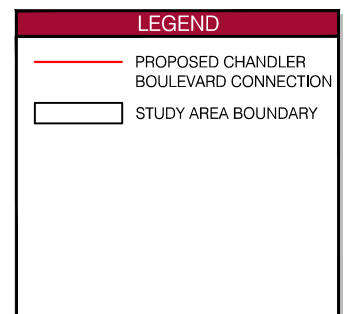 LEGEND
PROPOSED CHANDLER
BOULEVARD CONNECTION
STUDY AREA BOUNDARY